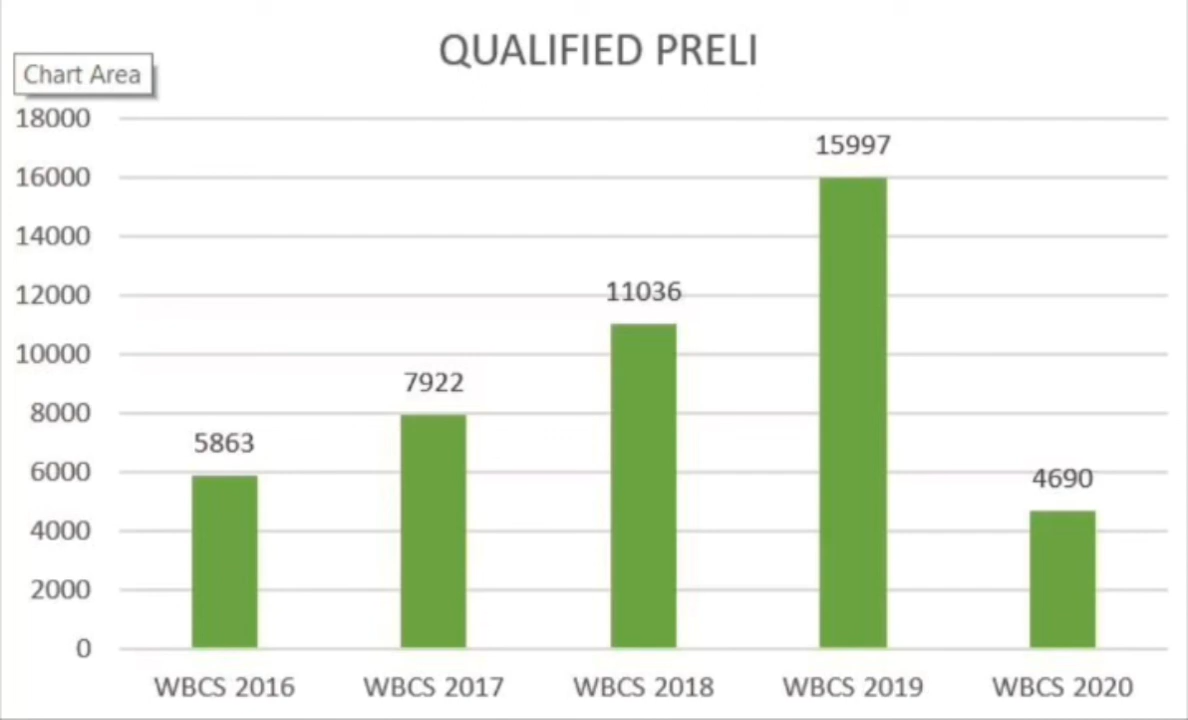 QUALIFIED PRELI
Chart Area
18000
16000
14000
12000
10000
8000
6000
4000
2000
0
5863
7922
11036
15997
4690
WBCS 2016
WBCS 2017
WBCS 2018
WBCS 2019
WBCS 2020